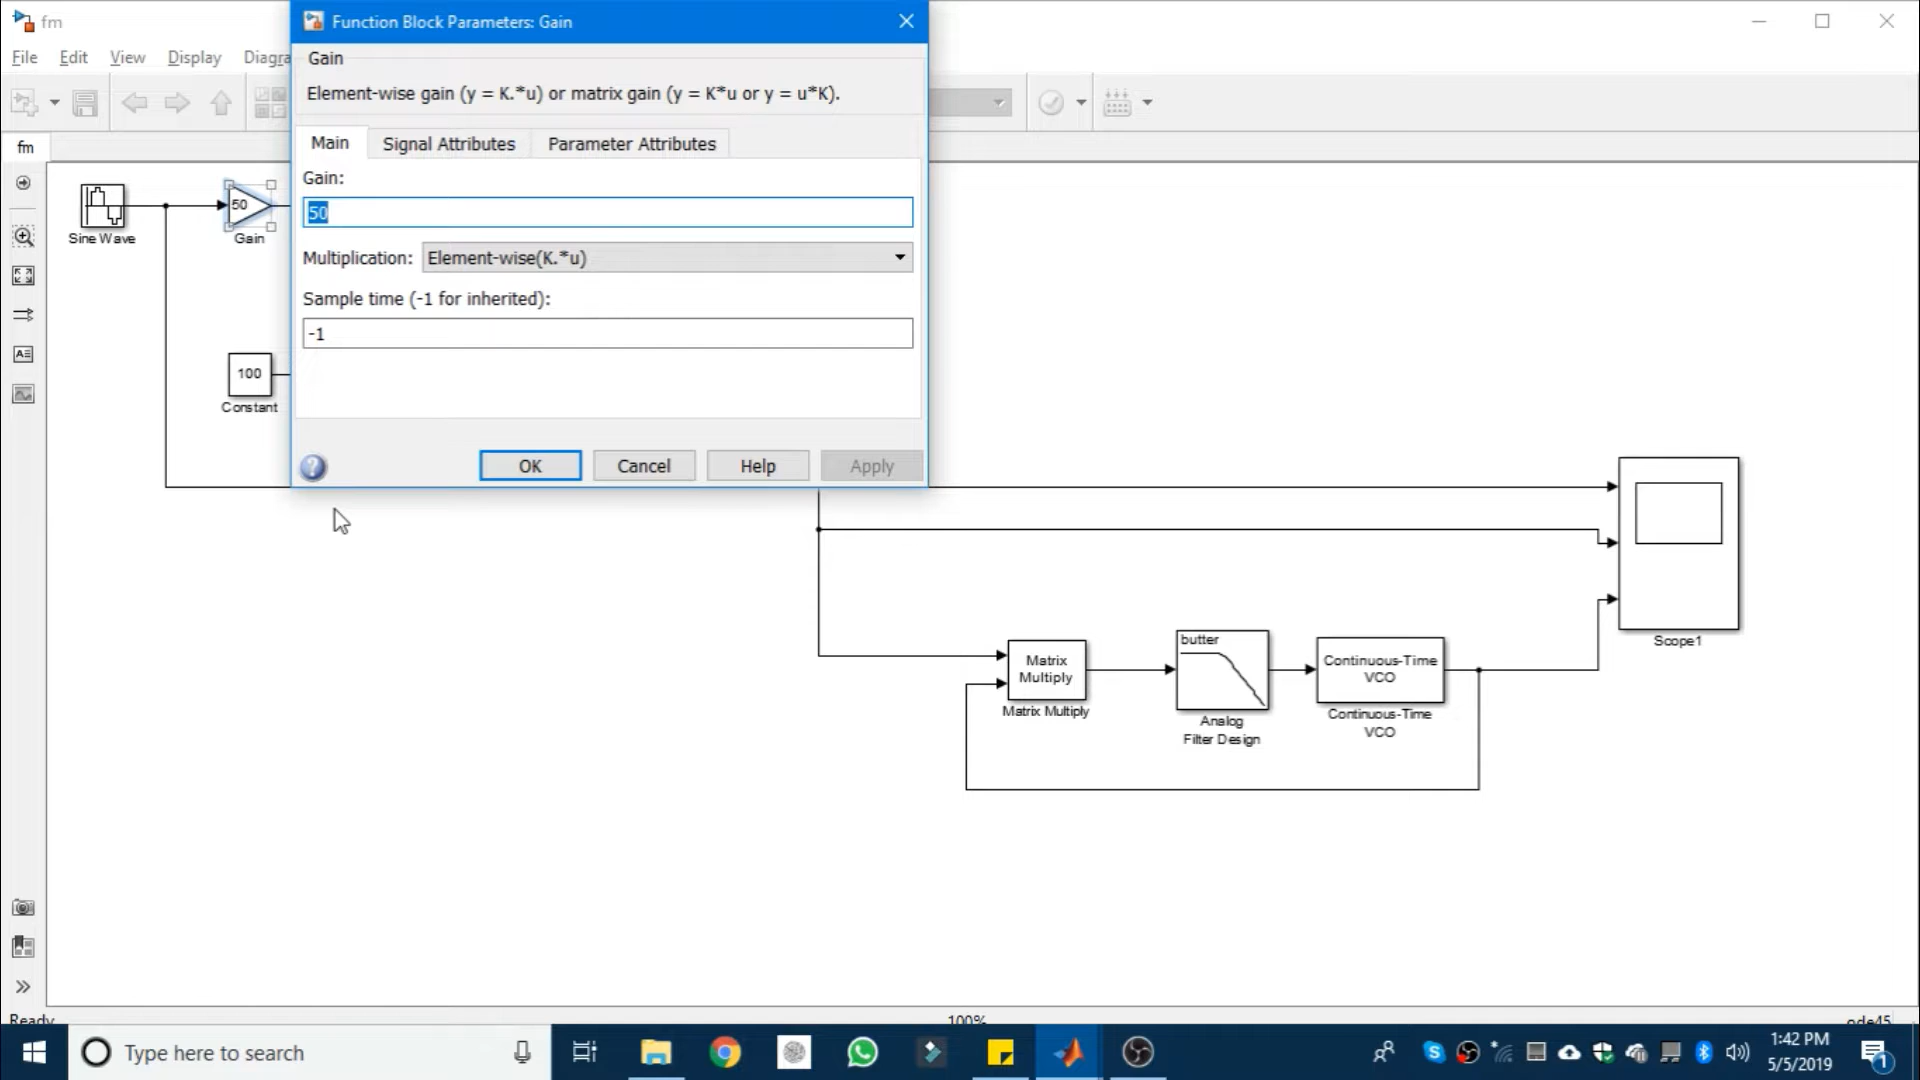 fm
Function Block Parameters: Gain
File Edit View Display Diagra
Gain
Element-wise gain (y = K.*u) or matrix gain (y = K*u or y = u*K).
fm
Main Signal Attributes Parameter Attributes
Gain:
50
50
Sine Wave
Gain
Multiplication: Element-wise(K.*u)
Sample time (-1 for inherited):
-1
100
Constant
OK Cancel Help Apply
Scope1
butter
Matrix
Multiply
Matrix Multiply
Analog
Filter Design
Continuous-Time
VCO
Continuous-Time
VCO
Ready 100% ode45
Type here to search
1:42 PM
5/5/2019
1